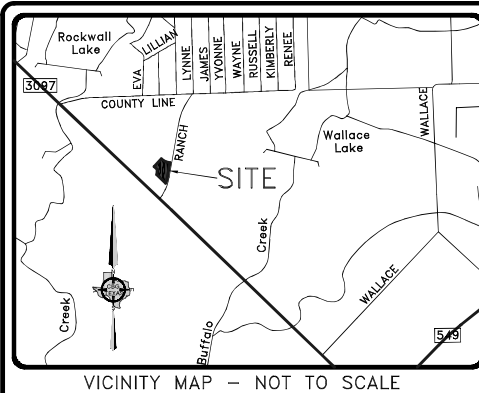 Rockwall
Lake
LILLIAN
EVA
LYNNE
JAMES
YVONNE
WAYNE
RUSSELL
KIMBERLY
RENEE
3097
COUNTY LINE
WALLACE
RANCH
Wallace
Lake
SITE
Creek
Creek
WALLACE
Buffalo
549
VICINITY MAP – NOT TO SCALE